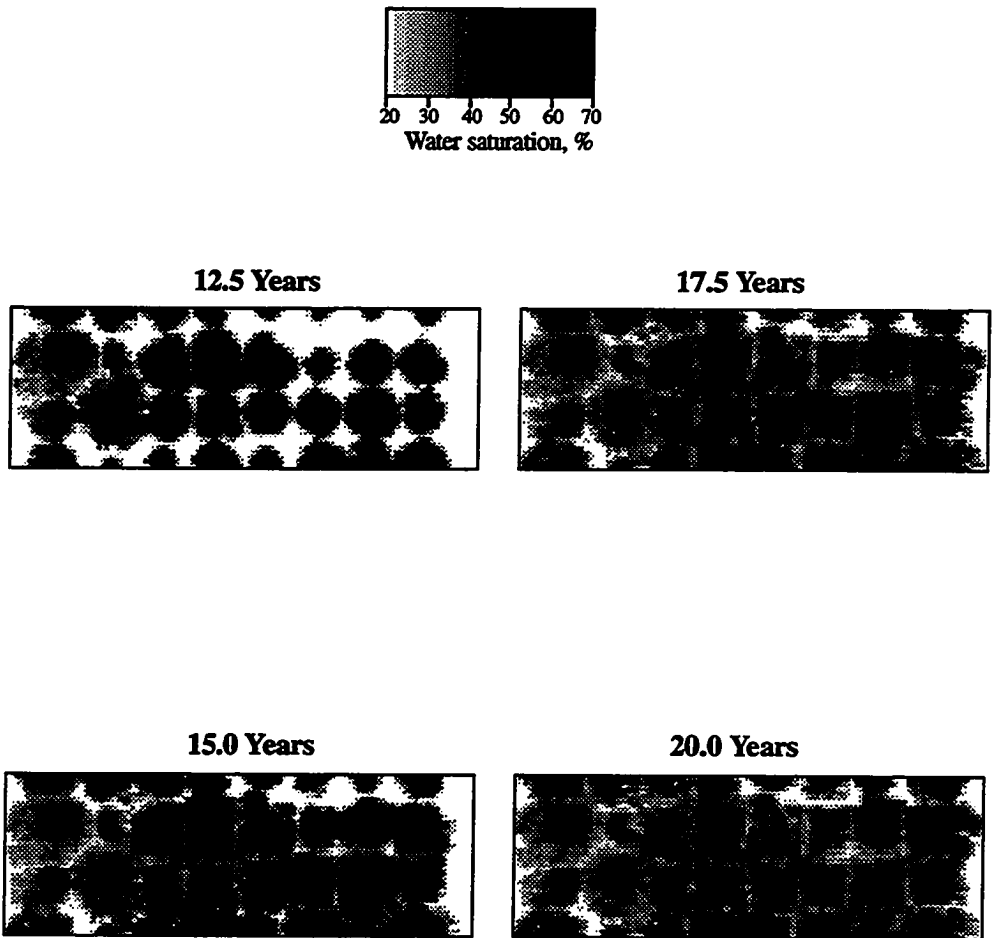 20 30 40 50 60 70
Water saturation, %
12.5 Years
17.5 Years
15.0 Years
20.0 Years